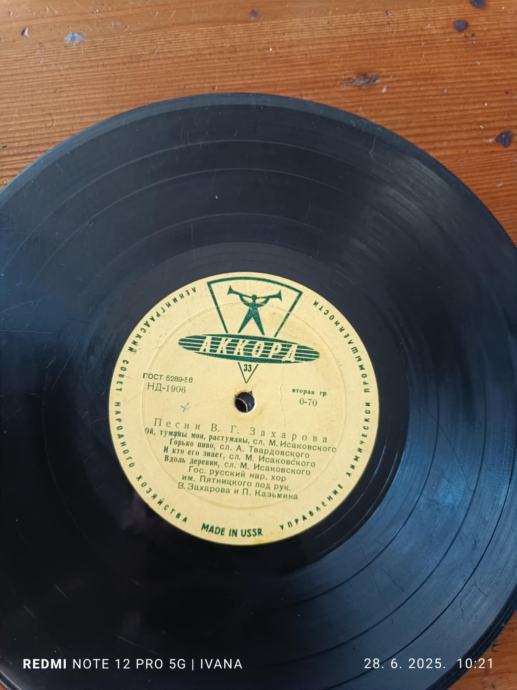 ЛЕНИНГРАДСКИЙ СОВЕТ НАРОДНОГО ХОЗЯЙСТВА
УПРАВЛЕНИЕ ХИМИЧЕСКОЙ ПРОМЫШЛЕННОСТИ
АККОРД
33
ГОСТ 5289-56
НД-1906
вторая гр
0-70
Песни В. Г. Захарова
Ой, туманы мои, растуманы, сл. М. Исаковского
Горько пиво, сл. А. Твардовского
И кто его знает, сл. М. Исаковского
Вдоль деревни, сл. М. Исаковского
Гос. русский нар. хор
им. Пятницкого под рук.
В. Захарова и П. Казьмина
MADE IN USSR
REDMI NOTE 12 PRO 5G | IVANA
28. 6. 2025. 10:21